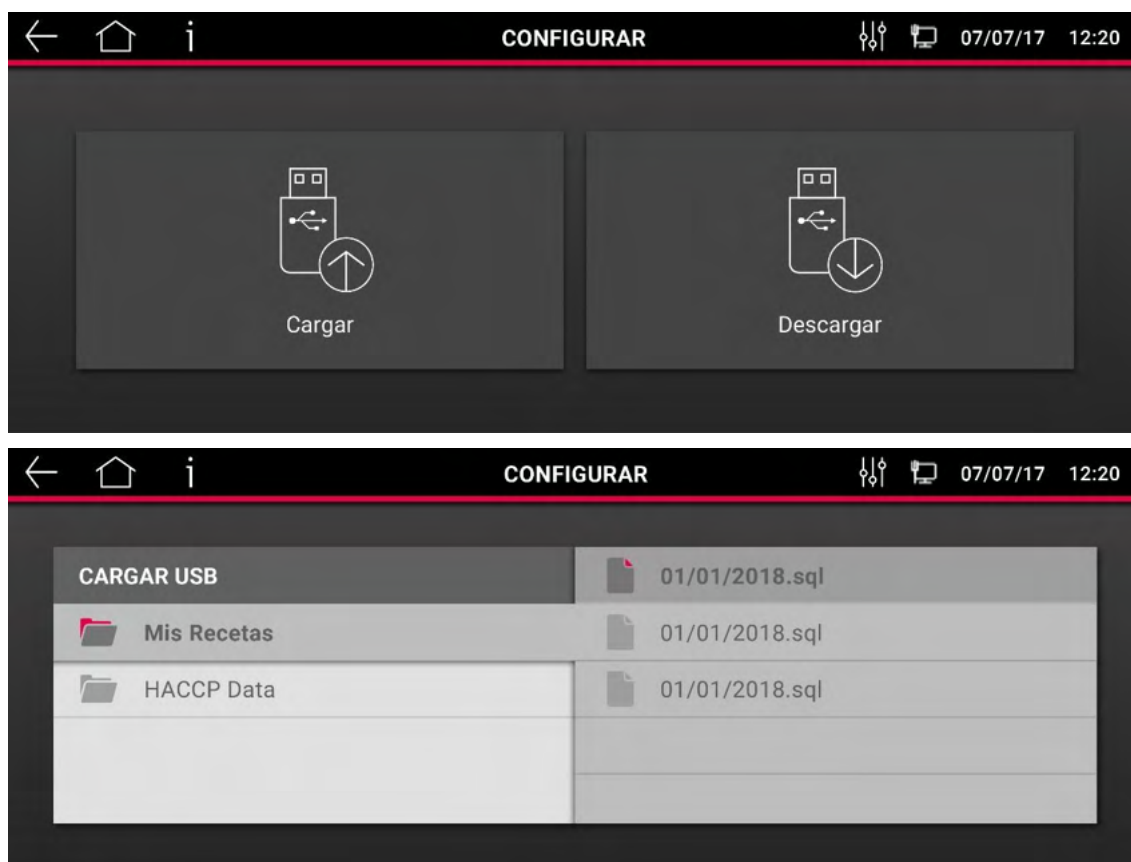 i CONFIGURAR 07/07/17 12:20
Cargar Descargar
i CONFIGURAR 07/07/17 12:20
CARGAR USB 01/01/2018.sql
Mis Recetas 01/01/2018.sql
HACCP Data 01/01/2018.sql